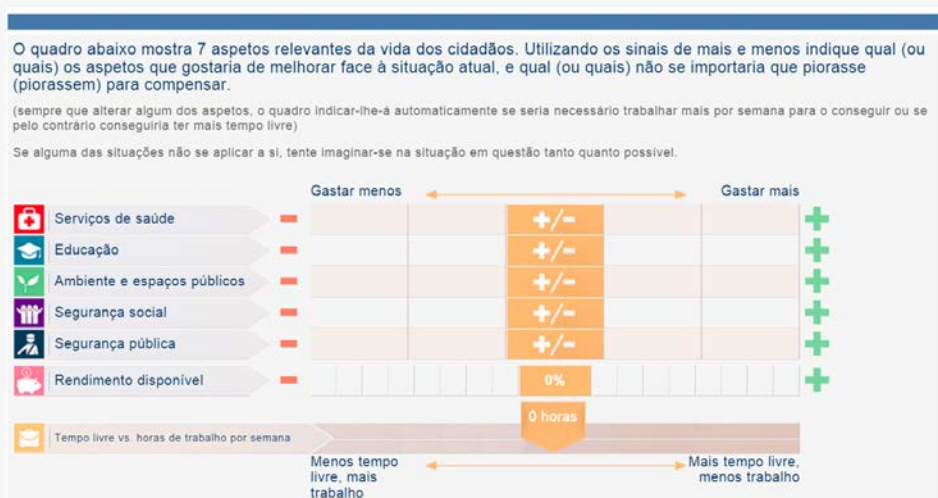 O quadro abaixo mostra 7 aspetos relevantes da vida dos cidadãos. Utilizando os sinais de mais e menos indique qual (ou
quais) os aspetos que gostaria de melhorar face à situação atual, e qual (ou quais) não se importaria que piorasse
(piorassem) para compensar.
(sempre que alterar algum dos aspetos, o quadro indicar-lhe-á automaticamente se seria necessário trabalhar mais por semana para o conseguir ou se
pelo contrário conseguiria ter mais tempo livre)
Se alguma das situações não se aplicar a si, tente imaginar-se na situação em questão tanto quanto possível.
Gastar menos Gastar mais
Serviços de saúde - +/- +
Educação - +/- +
Ambiente e espaços públicos - +/- +
Segurança social - +/- +
Segurança pública - +/- +
Rendimento disponível - 0% +
0 horas
Tempo livre vs. horas de trabalho por semana
Menos tempo Mais tempo livre,
livre, mais menos trabalho
trabalho